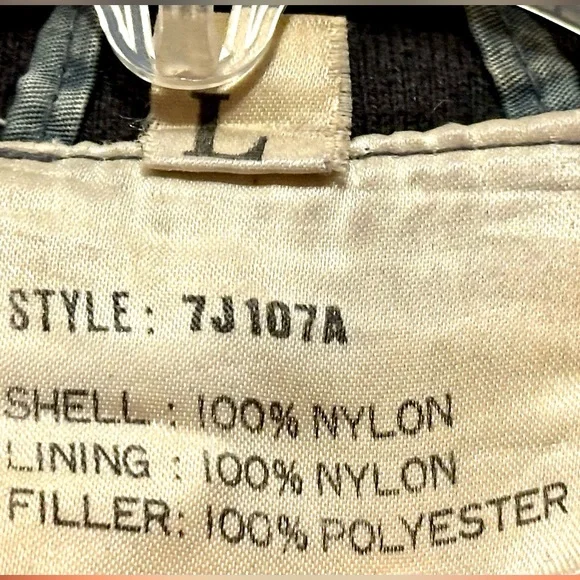 L
STYLE: 7J107A
SHELL : 100% NYLON
LINING : 100% NYLON
FILLER: 100% POLYESTER